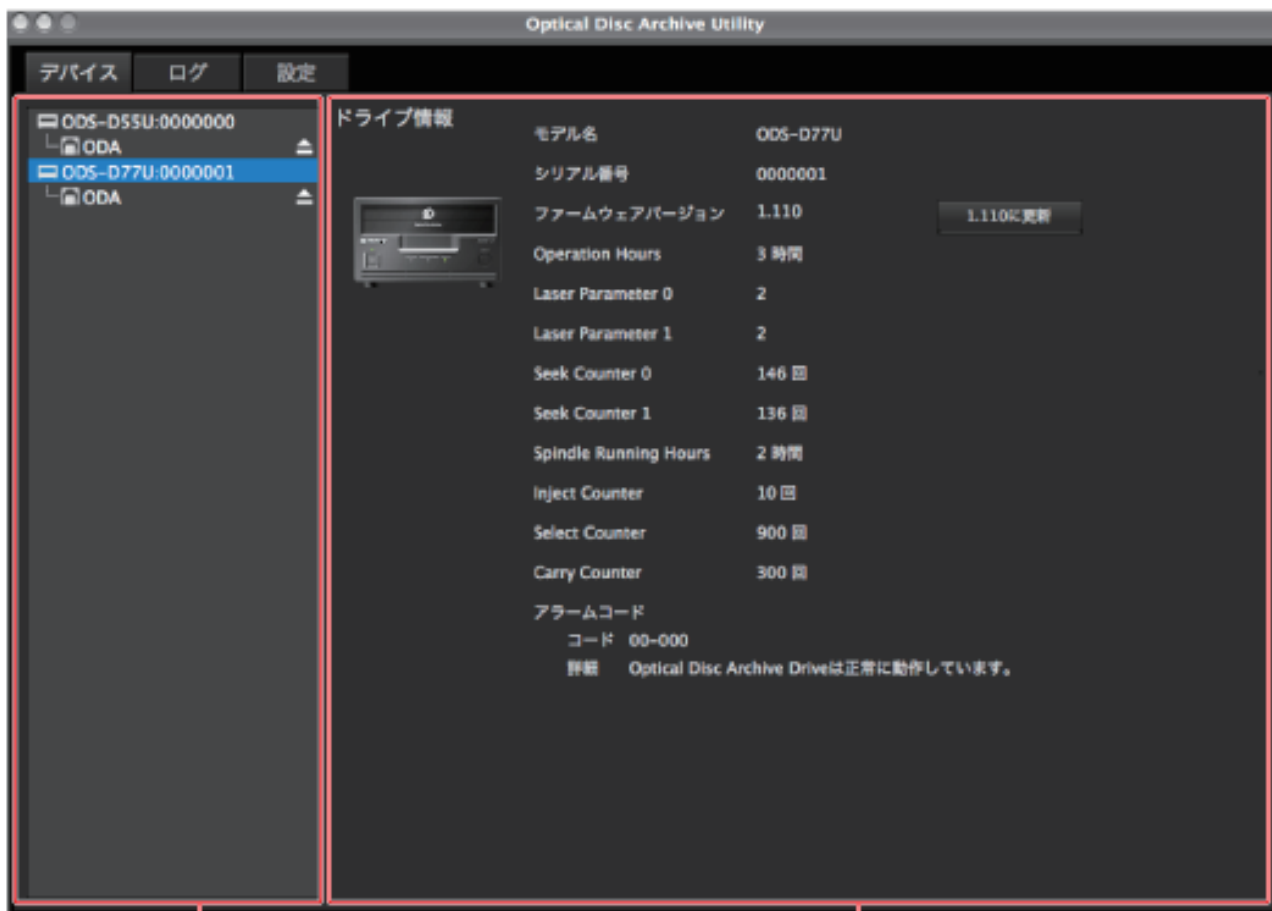 Optical Disc Archive Utility
デバイス ログ 設定
ODS-D55U:0000000
ODA
ODS-D77U:0000001
ODA
ドライブ情報
モデル名 ODS-D77U
シリアル番号 0000001
ファームウェアバージョン 1.110 1.110に更新
Operation Hours 3 時間
Laser Parameter 0 2
Laser Parameter 1 2
Seek Counter 0 146 回
Seek Counter 1 136 回
Spindle Running Hours 2 時間
Inject Counter 10 回
Select Counter 900 回
Carry Counter 300 回
アラームコード
コード 00-000
詳細 Optical Disc Archive Driveは正常に動作しています。